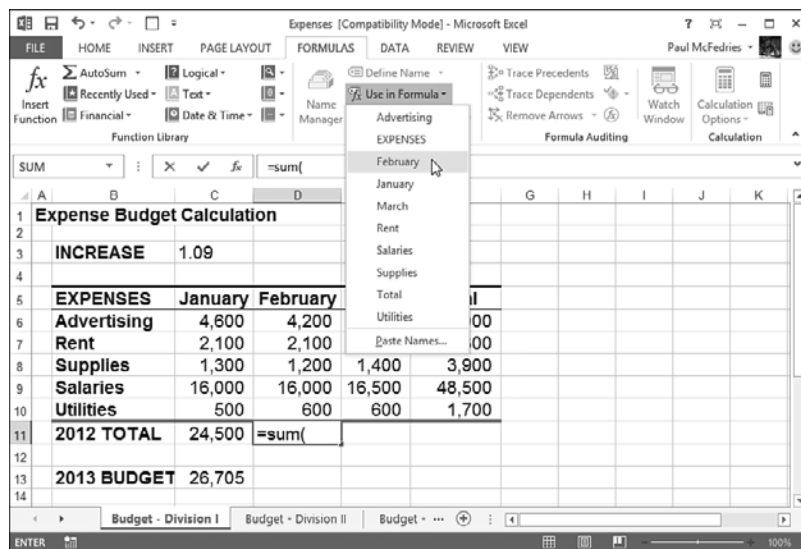 Expenses [Compatibility Mode] - Microsoft Excel
FILE HOME INSERT PAGE LAYOUT FORMULAS DATA REVIEW VIEW Paul McFedries
AutoSum Logical Define Name Trace Precedents
Recently Used Text Use in Formula Trace Dependents
Financial Date & Time Remove Arrows
Insert Function
Name Manager
Watch Window
Calculation Options
Function Library Formula Auditing Calculation
Advertising
EXPENSES
February
January
March
Rent
Salaries
Supplies
Total
Utilities
Paste Names...
SUM fx =sum(
A B C D G H I J K
1 Expense Budget Calculation
2
3 INCREASE 1.09
4
5 EXPENSES January February l
6 Advertising 4,600 4,200 00
7 Rent 2,100 2,100 00
8 Supplies 1,300 1,200 1,400 3,900
9 Salaries 16,000 16,000 16,500 48,500
10 Utilities 500 600 600 1,700
11 2012 TOTAL 24,500 =sum(
12
13 2013 BUDGET 26,705
14
Budget - Division I Budget - Division II Budget - ...
ENTER 100%